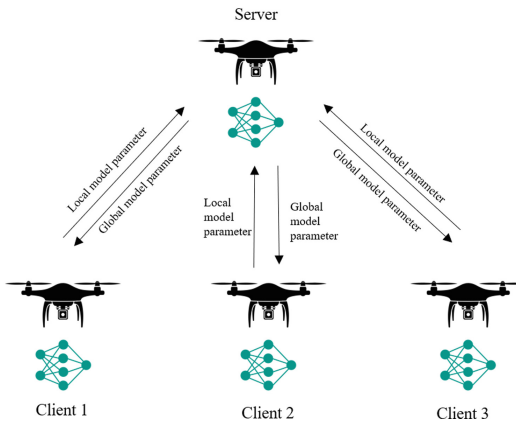 Server
Local model parameter
Global model parameter
Local
model
parameter
Global
model
parameter
Local model parameter
Global model parameter
Client 1
Client 2
Client 3